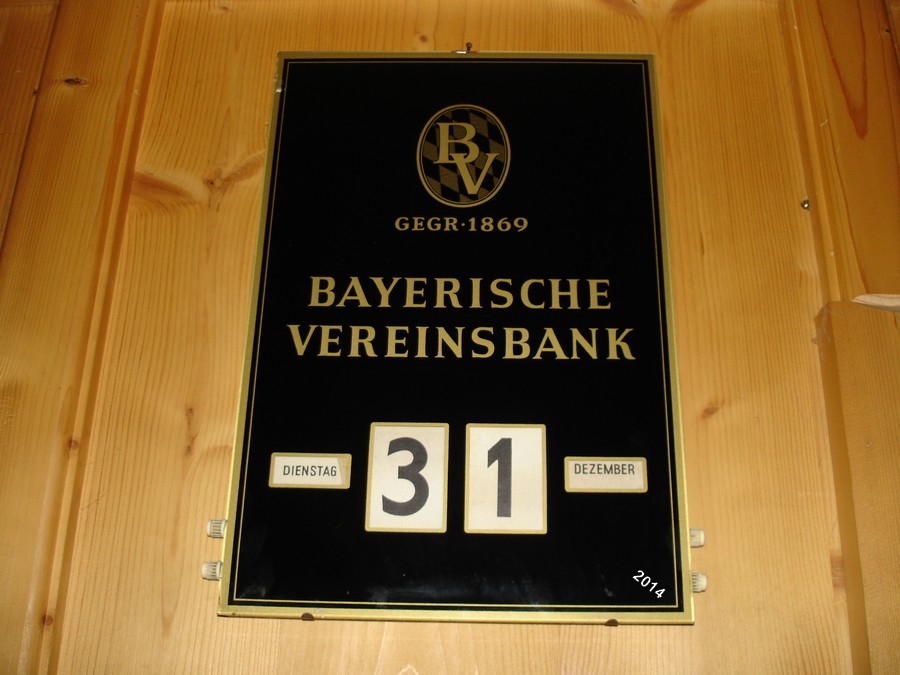 BV
GEGR·1869
BAYERISCHE
VEREINSBANK
DIENSTAG 31 DEZEMBER
2014